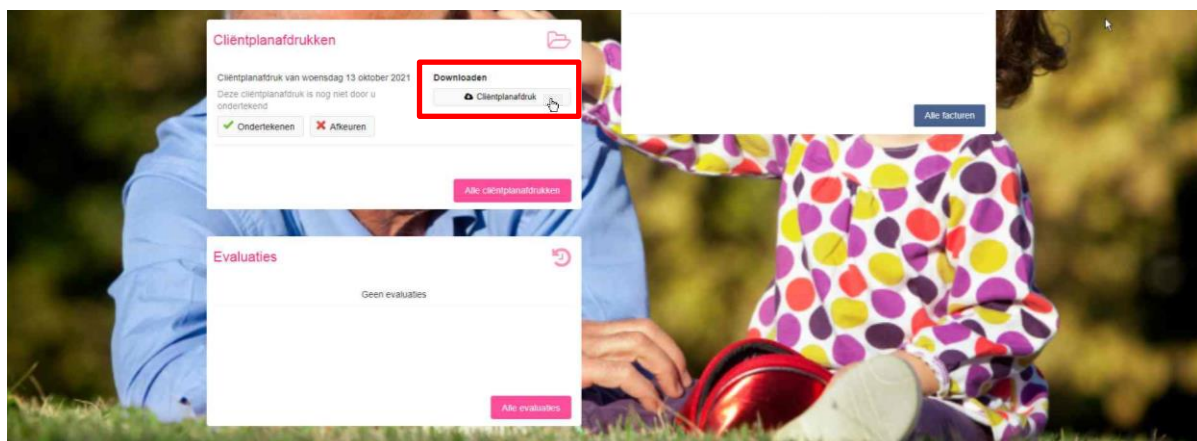 Cliëntplanafdrukken
Cliëntplanafdruk van woensdag 13 oktober 2021
Deze cliëntplanafdruk is nog niet door u
ondertekend
Ondertekenen
Afkeuren
Downloaden
Cliëntplanafdruk
Alle cliëntplanafdrukken
Alle facturen
Evaluaties
Geen evaluaties
Alle evaluaties